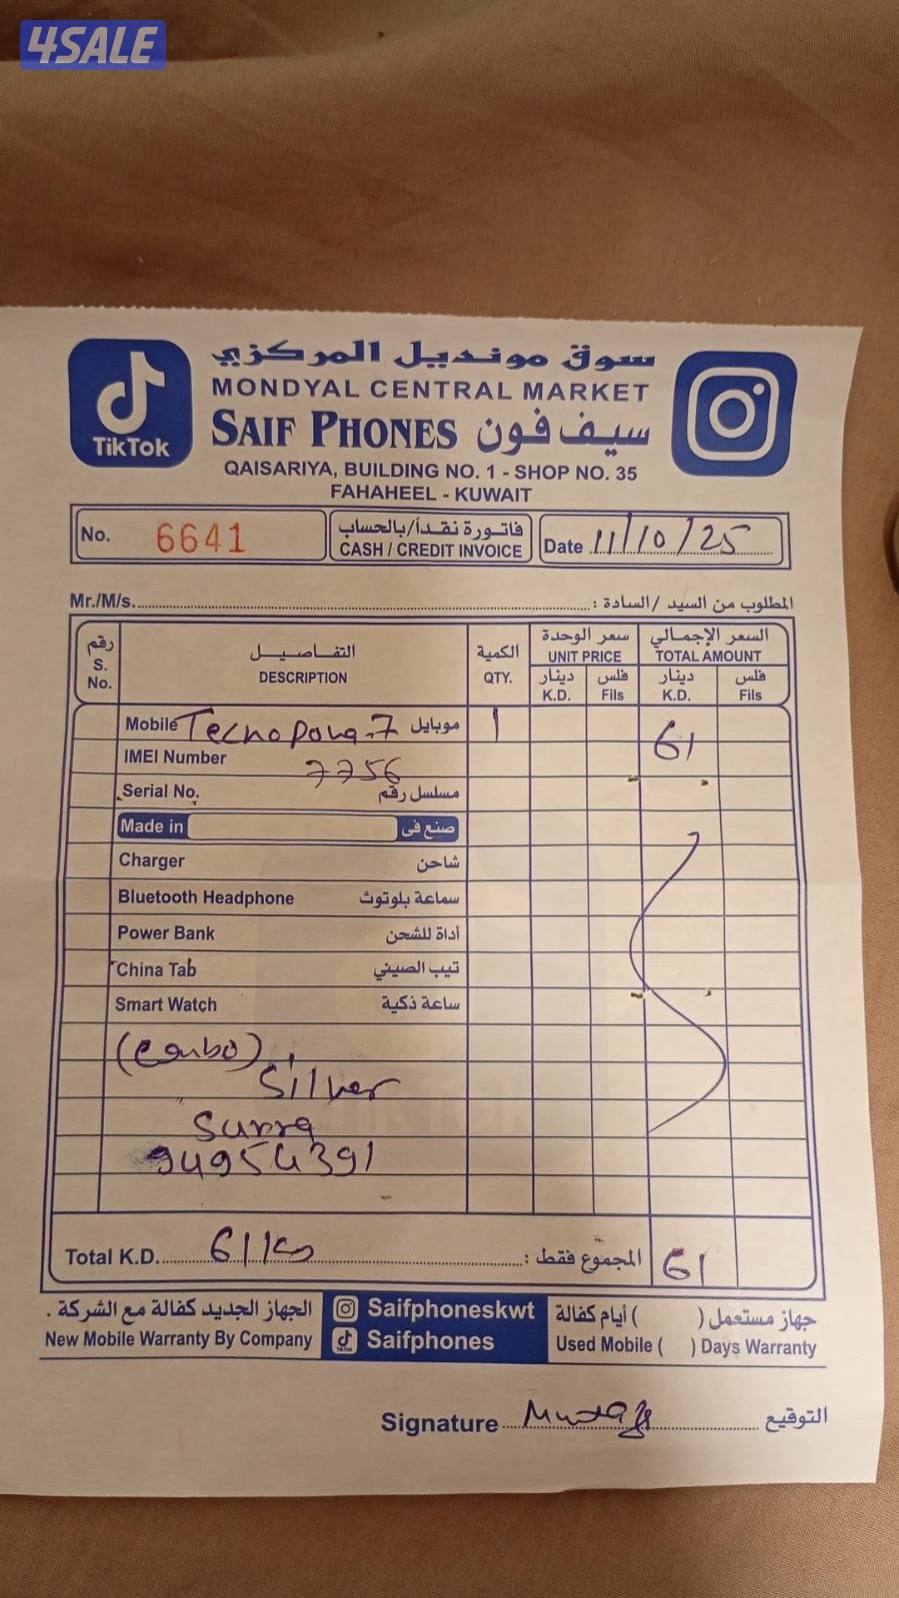 4SALE
سوق مونديل المركزي
MONDYAL CENTRAL MARKET
TikTok
SAIF PHONES سيف فون
QAISARIYA, BUILDING NO. 1 - SHOP NO. 35
FAHAHEEL - KUWAIT
No. 6641
فاتورة نقداً/بالحساب
CASH / CREDIT INVOICE
Date 11/10/25
Mr./M/s. المطلوب من السيد /السادة :
رقم التفاصيل الكمية سعر الوحدة السعر الإجمالي
S. No. DESCRIPTION QTY. UNIT PRICE TOTAL AMOUNT
دينار فلس دينار فلس
K.D. Fils K.D. Fils
Mobile Tecno pova.7 موبايل 1 61
IMEI Number 7756
Serial No. مسلسل رقم
Made in صنع فى
Charger شاحن
Bluetooth Headphone سماعة بلوتوث
Power Bank أداة للشحن
China Tab تيب الصيني
Smart Watch ساعة ذكية
Silver
Surra
94954391
Total K.D. 61 KD المجموع فقط : 61
الجهاز الجديد كفالة مع الشركة .
New Mobile Warranty By Company
Saifphoneskwt
Saifphones
جهاز مستعمل ( ) أيام كفالة
Used Mobile ( ) Days Warranty
Signature التوقيع